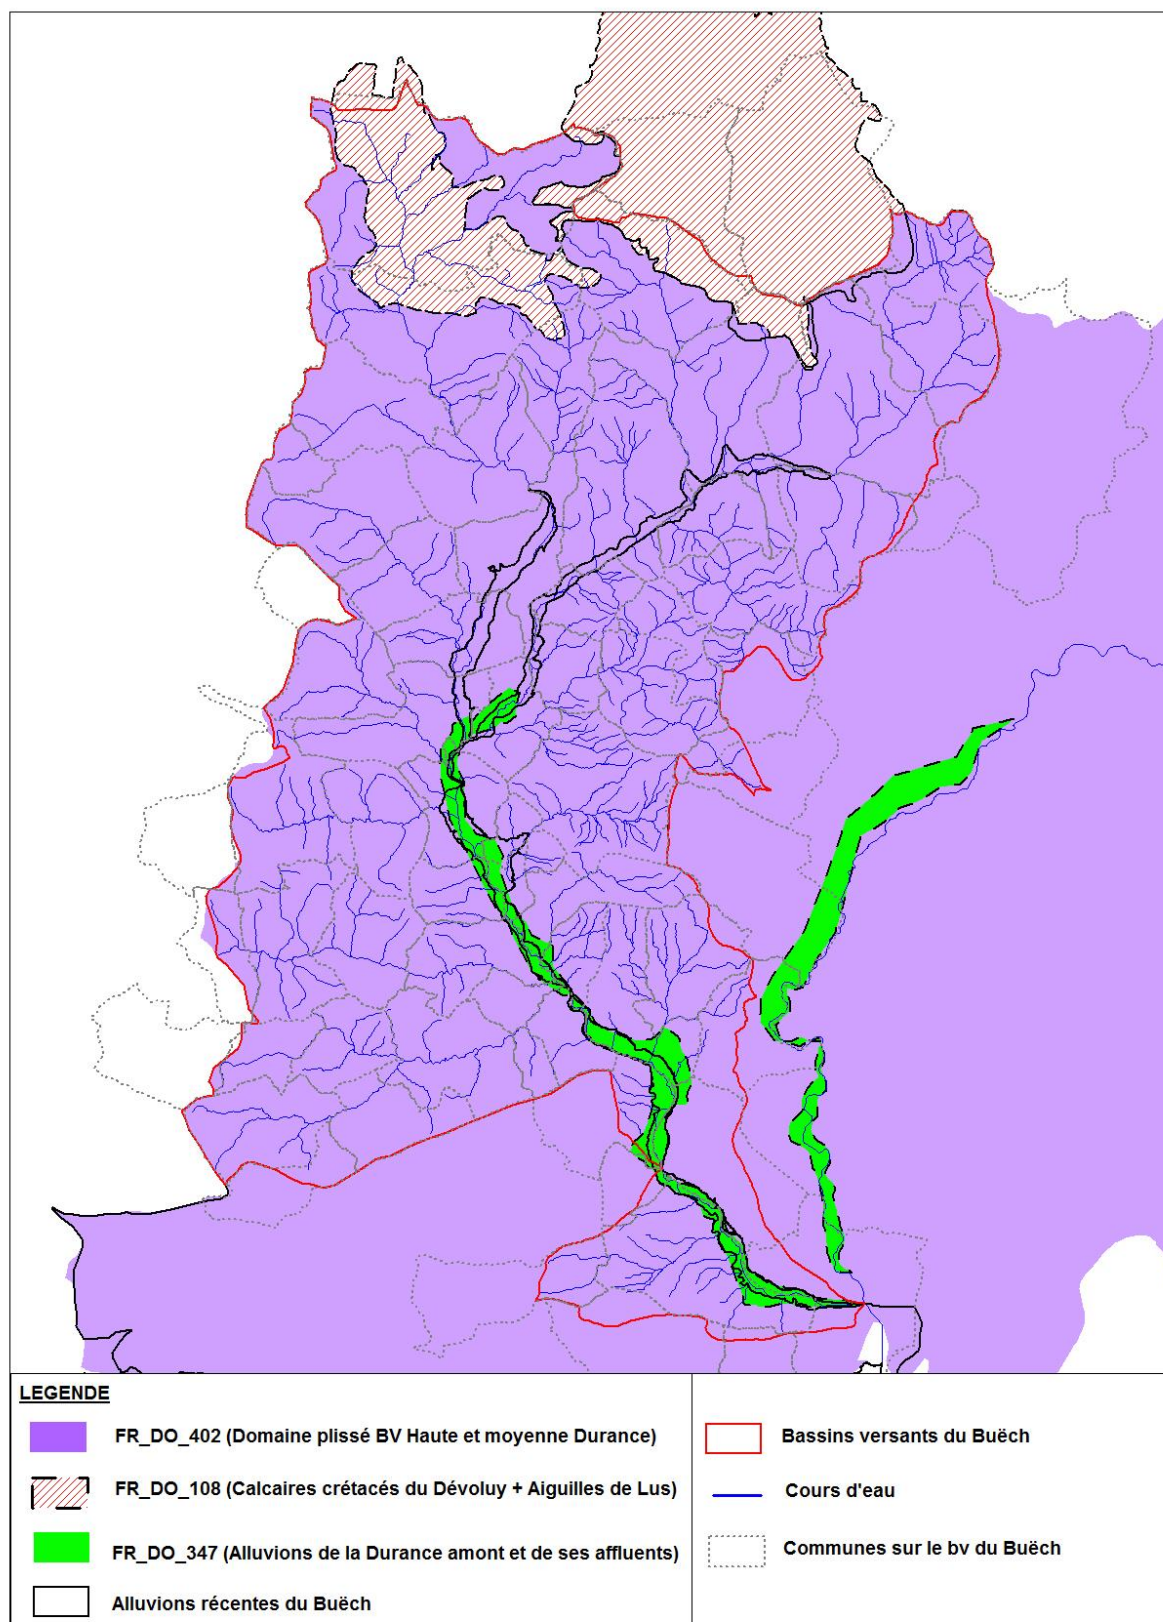 LEGENDE
FR_DO_402 (Domaine plissé BV Haute et moyenne Durance)
FR_DO_108 (Calcaires crétacés du Dévoluy + Aiguilles de Lus)
FR_DO_347 (Alluvions de la Durance amont et de ses affluents)
Alluvions récentes du Buëch
Bassins versants du Buëch
Cours d'eau
Communes sur le bv du Buëch